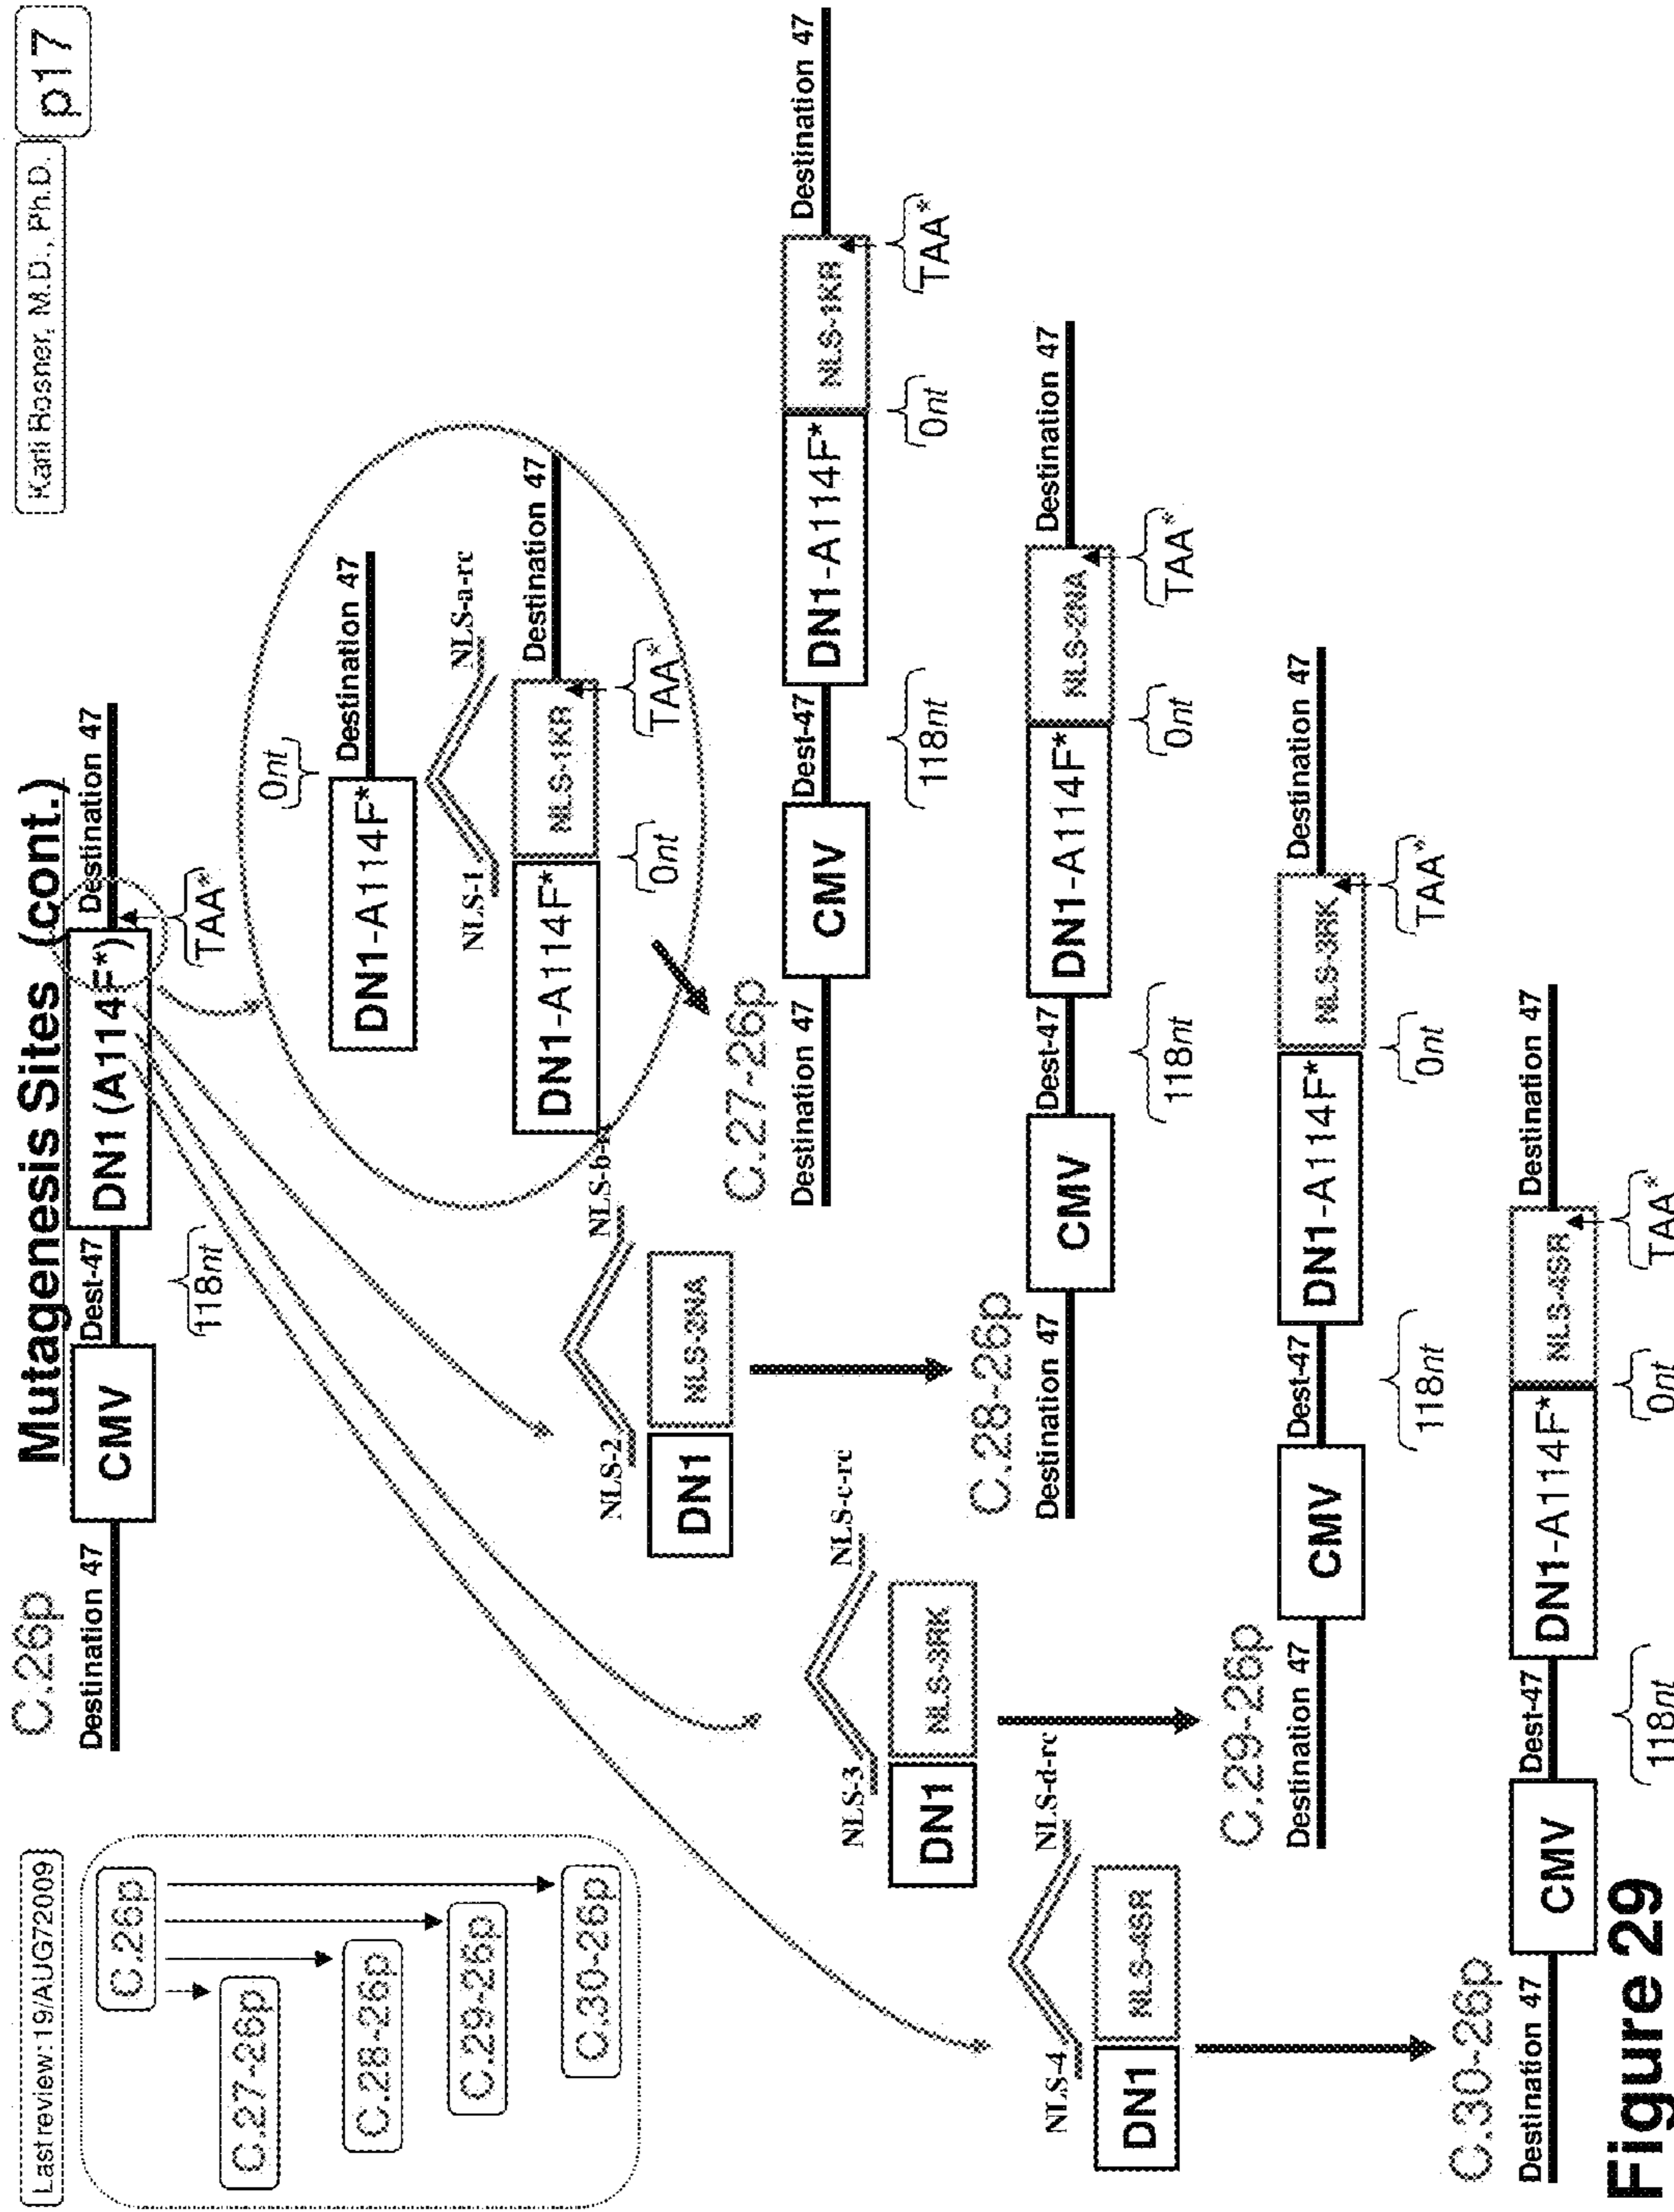 Last review: 19/AUG72009
Mutagenesis Sites (cont.)
Karli Rosner, M.D., Ph.D.
p17
C.26p
C.27-26p
C.28-26p
C.29-26p
C.30-26p
C.26p
Destination 47
CMV
Dest-47
DN1 (A114F*)
Destination 47
118nt
TAA*
0nt
DN1-A114F*
Destination 47
NLS-1
NLS-a-rc
DN1-A114F*
NLS-1KR
Destination 47
0nt
TAA*
NLS-2
NLS-b-
DN1
NLS-2NA
C.27-26p
Destination 47
CMV
Dest-47
DN1-A114F*
NLS-1KR
Destination 47
118nt
0nt
TAA*
NLS-3
NLS-c-rc
DN1
NLS-3RK
C.28-26p
Destination 47
CMV
Dest-47
DN1-A114F*
NLS-2NA
Destination 47
118nt
0nt
TAA*
NLS-4
NLS-d-rc
DN1
NLS-4SR
C.29-26p
Destination 47
CMV
Dest-47
DN1-A114F*
NLS-3RK
Destination 47
118nt
0nt
TAA*
C.30-26p
Destination 47
CMV
Dest-47
DN1-A114F*
NLS-4SR
Destination 47
118nt
0nt
TAA*
Figure 29